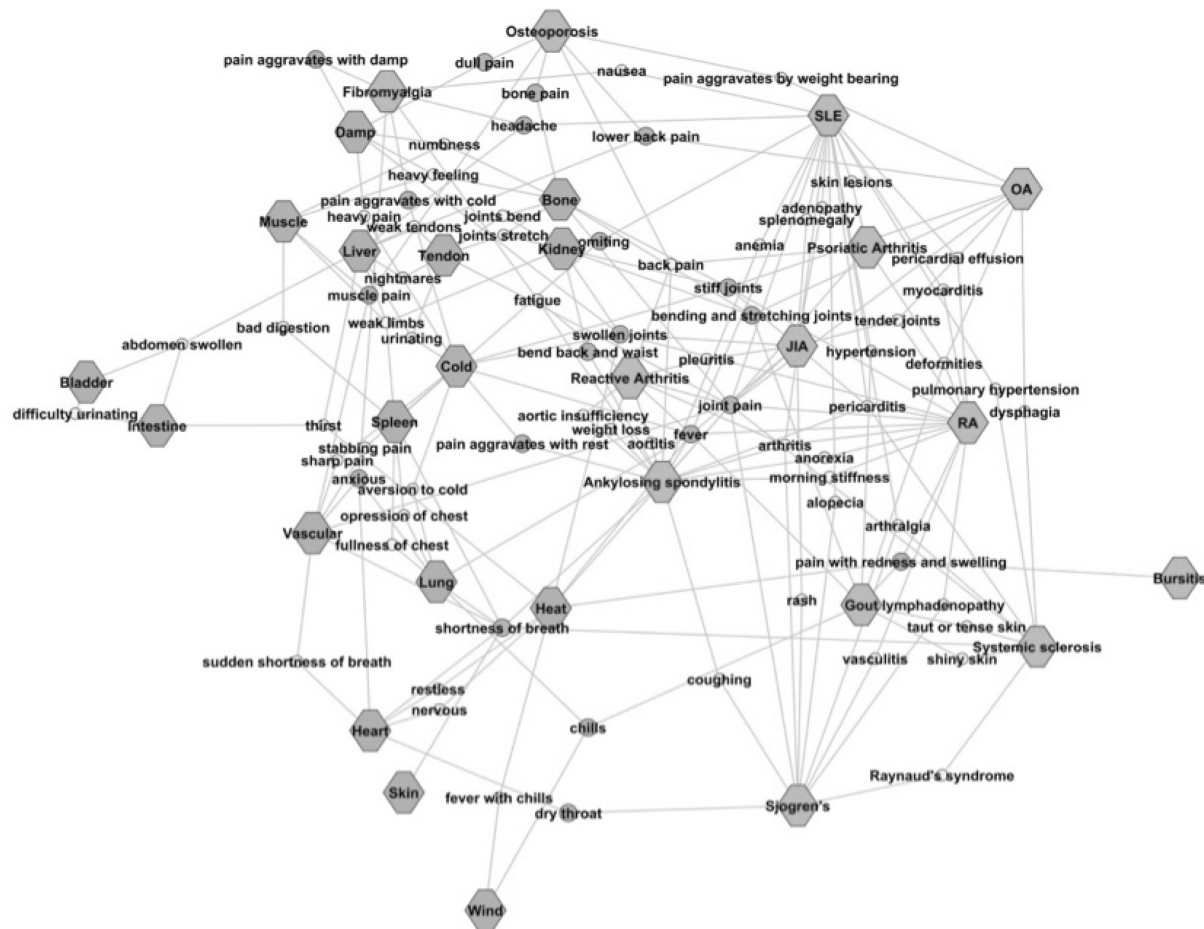 Osteoporosis
pain aggravates with damp
dull pain
nausea
pain aggravates by weight bearing
Fibromyalgia
bone pain
SLE
headache
Damp
lower back pain
numbness
heavy feeling
skin lesions
OA
pain aggravates with cold
Bone
adenopathy
heavy pain
joints bend
splenomegaly
Muscle
weak tendons
joints stretch
omiting
anemia
Psoriatic Arthritis
Liver
Tendon
Kidney
pericardial effusion
back pain
nightmares
stiff joints
myocarditis
muscle pain
fatigue
bending and stretching joints
weak limbs
tender joints
bad digestion
urinating
swollen joints
abdomen swollen
bend back and waist
pleuritis
JIA
hypertension
Cold
deformities
Bladder
Reactive Arthritis
pulmonary hypertension
joint pain
pericarditis
dysphagia
difficulty urinating
Intestine
thirst
Spleen
aortic insufficiency
weight loss
fever
RA
stabbing pain
pain aggravates with rest
aortitis
arthritis
sharp pain
anorexia
anxious
aversion to cold
Ankylosing spondylitis
morning stiffness
alopecia
opression of chest
Vascular
arthralgia
fullness of chest
pain with redness and swelling
Lung
Bursitis
Heat
rash
Gout
lymphadenopathy
shortness of breath
taut or tense skin
Systemic sclerosis
sudden shortness of breath
vasculitis
shiny skin
coughing
restless
nervous
Heart
chills
Raynaud's syndrome
Skin
fever with chills
Sjogren's
dry throat
Wind